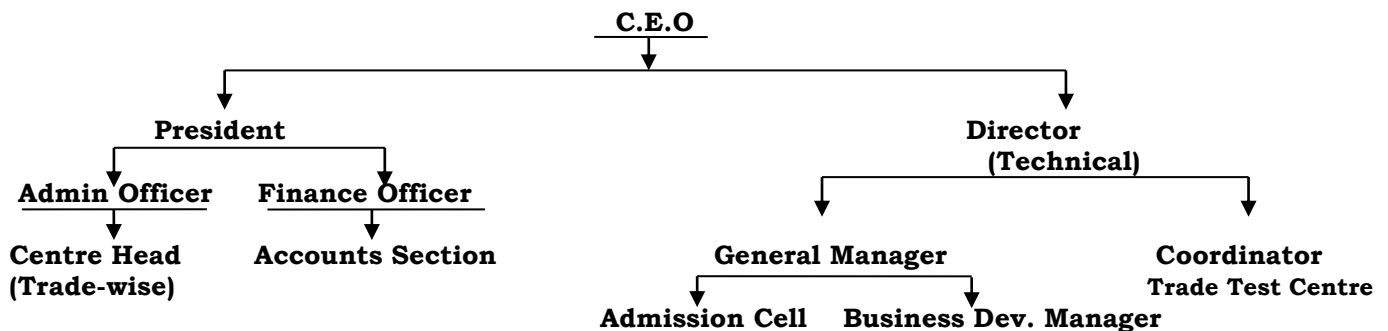 C.E.O
President
Director
(Technical)
Admin Officer
Finance Officer
Centre Head
(Trade-wise)
Accounts Section
General Manager
Coordinator
Trade Test Centre
Admission Cell
Business Dev. Manager